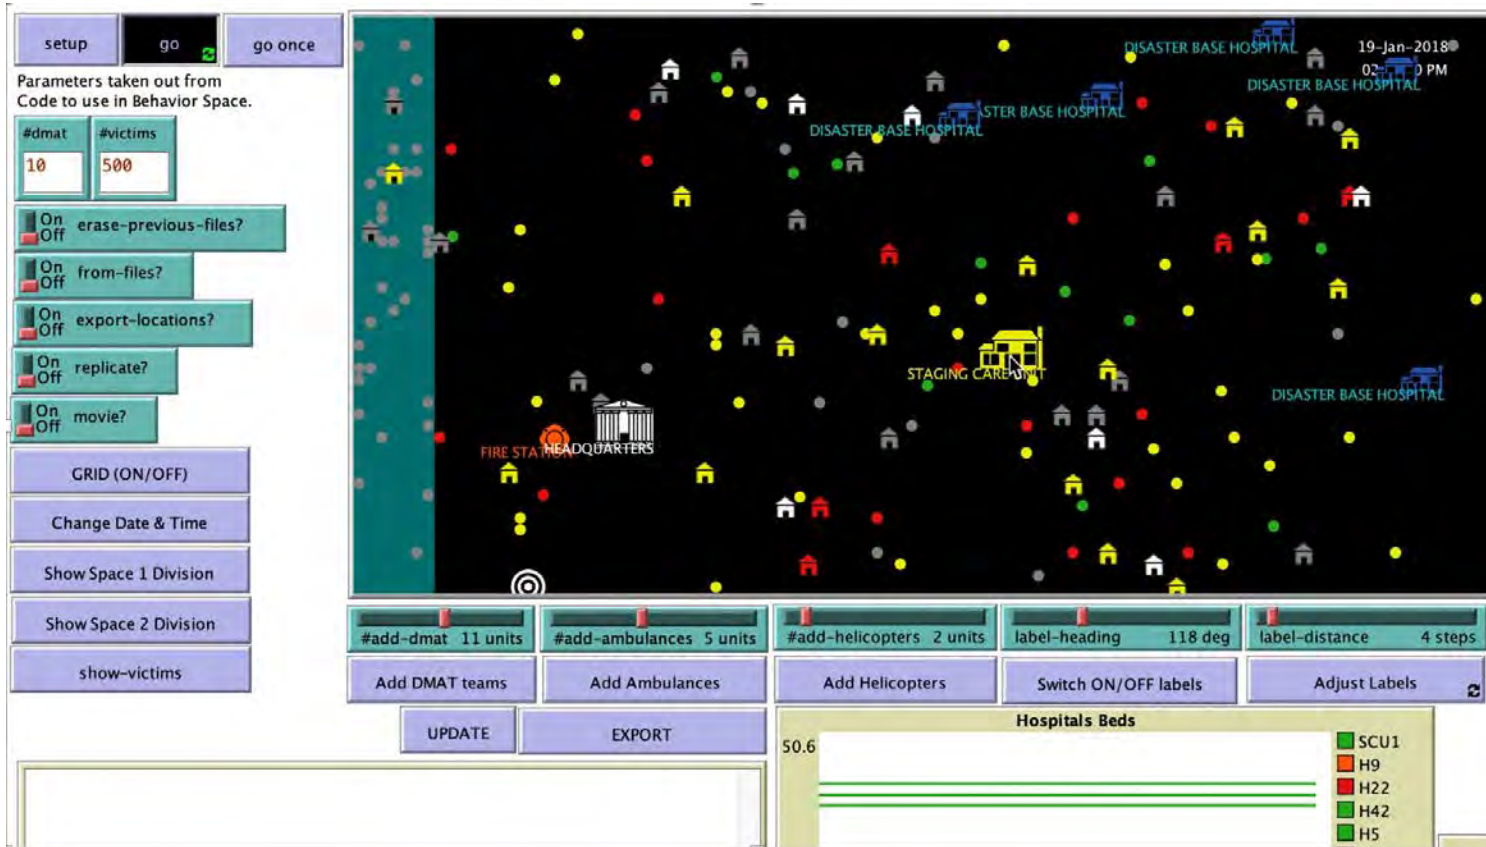 setup
go
go once
Parameters taken out from
Code to use in Behavior Space.
#dmat
10
#victims
500
On
Off
erase-previous-files?
On
Off
from-files?
On
Off
export-locations?
On
Off
replicate?
On
Off
movie?
GRID (ON/OFF)
Change Date & Time
Show Space 1 Division
Show Space 2 Division
show-victims
DISASTER BASE HOSPITAL
19-Jan-2018
02 0 PM
DISASTER BASE HOSPITAL
STER BASE HOSPITAL
DISASTER BASE HOSPITAL
STAGING CARE UNIT
DISASTER BASE HOSPITAL
FIRE STATION
HEADQUARTERS
#add-dmat 11 units
#add-ambulances 5 units
#add-helicopters 2 units
label-heading 118 deg
label-distance 4 steps
Add DMAT teams
Add Ambulances
Add Helicopters
Switch ON/OFF labels
Adjust Labels
UPDATE
EXPORT
Hospitals Beds
50.6
SCU1
H9
H22
H42
H5